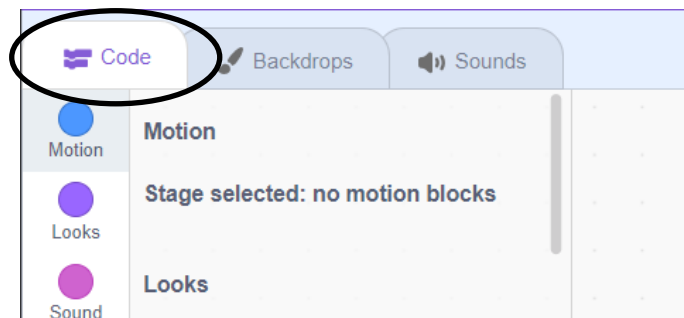 Code Backdrops Sounds
Motion
Looks
Sound
Motion
Stage selected: no motion blocks
Looks